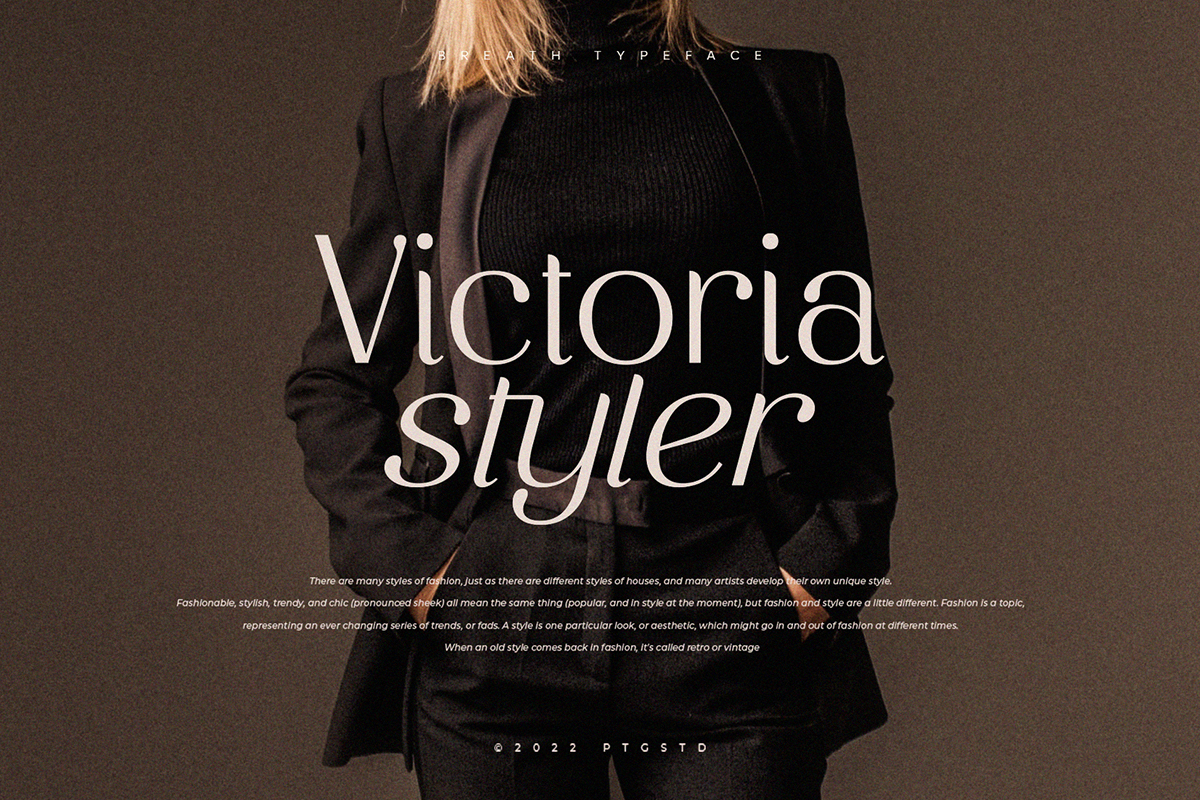 BREATH TYPEFACE
Victoria
styler
There are many styles of fashion, just as there are different styles of houses, and many artists develop their own unique style.
Fashionable, stylish, trendy, and chic (pronounced sheek) all mean the same thing (popular, and in style at the moment), but fashion and style are a little different. Fashion is a topic,
representing an ever changing series of trends, or fads. A style is one particular look, or aesthetic, which might go in and out of fashion at different times.
When an old style comes back in fashion, it's called retro or vintage
©2022 PTGSTD